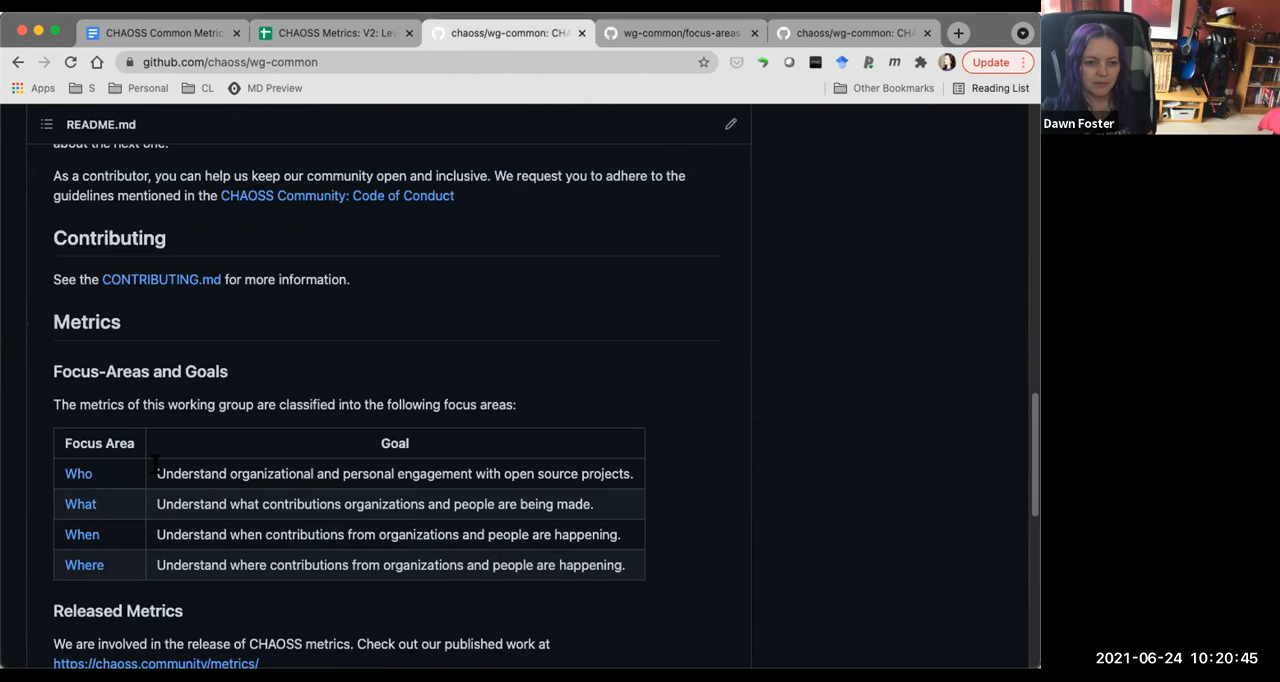 CHAOSS Common Metric
CHAOSS Metrics: V2: Lev
chaoss/wg-common: CH
wg-common/focus-areas
chaoss/wg-common: CH
github.com/chaoss/wg-common
Update
Apps
S
Personal
CL
MD Preview
Other Bookmarks
Reading List
Dawn Foster
README.md
about the next one.
As a contributor, you can help us keep our community open and inclusive. We request you to adhere to the
guidelines mentioned in the CHAOSS Community: Code of Conduct
Contributing
See the CONTRIBUTING.md for more information.
Metrics
Focus-Areas and Goals
The metrics of this working group are classified into the following focus areas:
Focus Area Goal
Who Understand organizational and personal engagement with open source projects.
What Understand what contributions organizations and people are being made.
When Understand when contributions from organizations and people are happening.
Where Understand where contributions from organizations and people are happening.
Released Metrics
We are involved in the release of CHAOSS metrics. Check out our published work at
https://chaoss.community/metrics/
2021-06-24 10:20:45